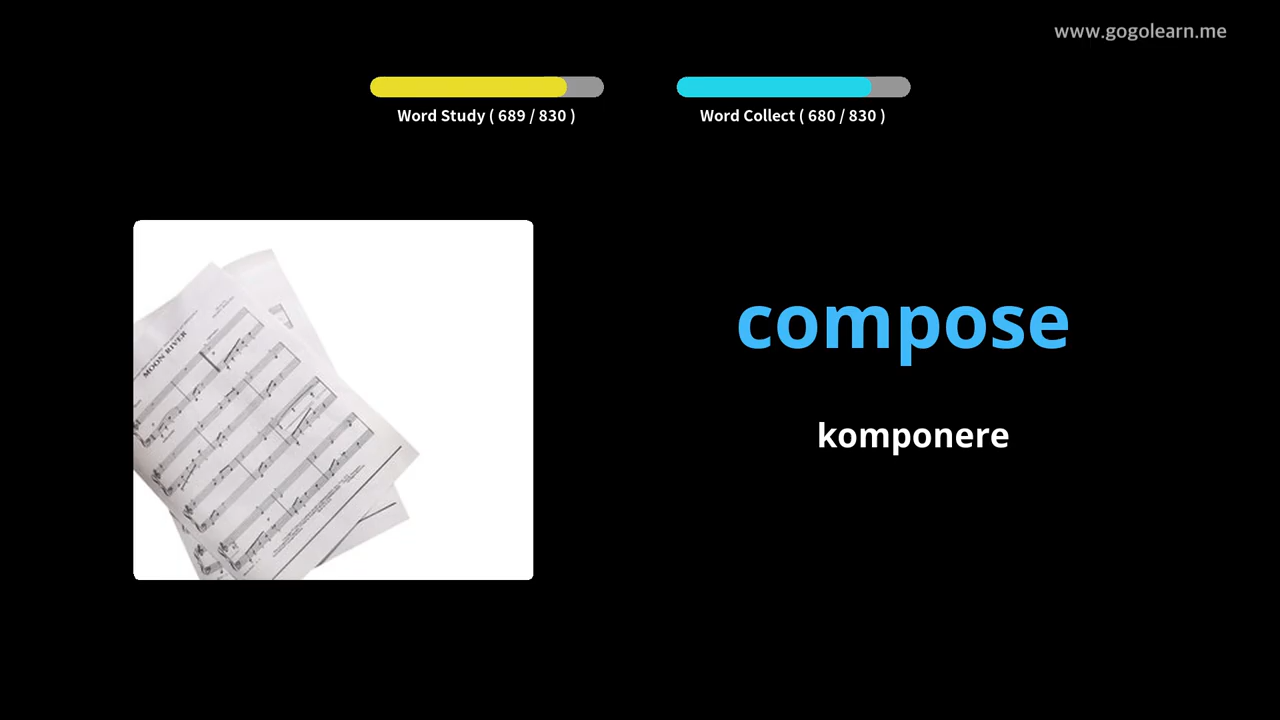 www.gogolearn.me
Word Study ( 689 / 830 )
Word Collect ( 680 / 830 )
MOON RIVER
compose
komponere